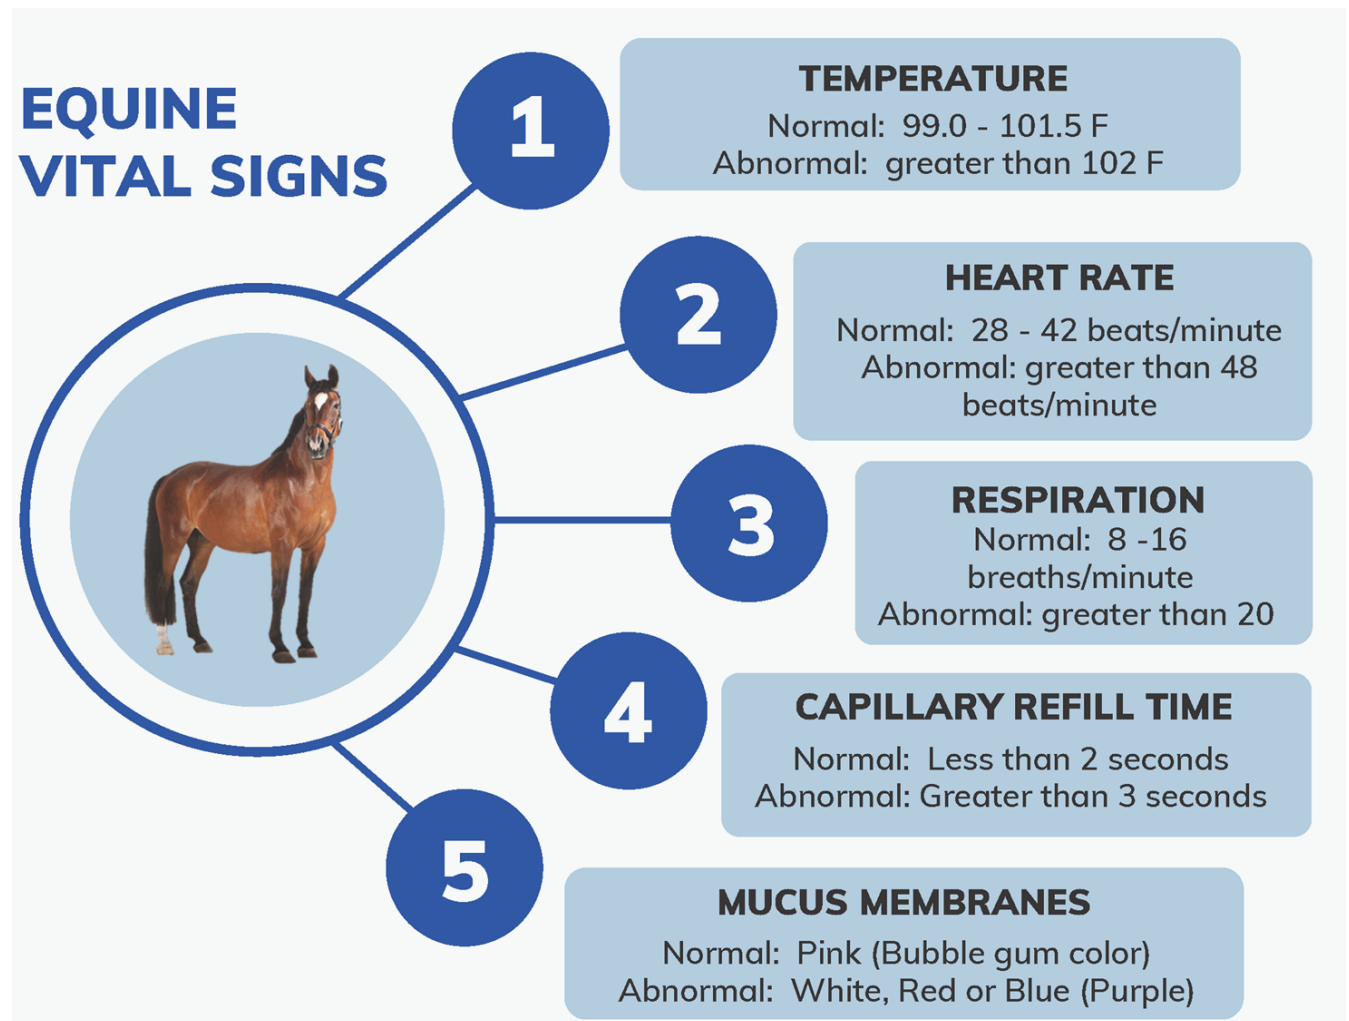 EQUINE
VITAL SIGNS
1
TEMPERATURE
Normal: 99.0 - 101.5 F
Abnormal: greater than 102 F
2
HEART RATE
Normal: 28 - 42 beats/minute
Abnormal: greater than 48
beats/minute
3
RESPIRATION
Normal: 8 -16
breaths/minute
Abnormal: greater than 20
4
CAPILLARY REFILL TIME
Normal: Less than 2 seconds
Abnormal: Greater than 3 seconds
5
MUCUS MEMBRANES
Normal: Pink (Bubble gum color)
Abnormal: White, Red or Blue (Purple)